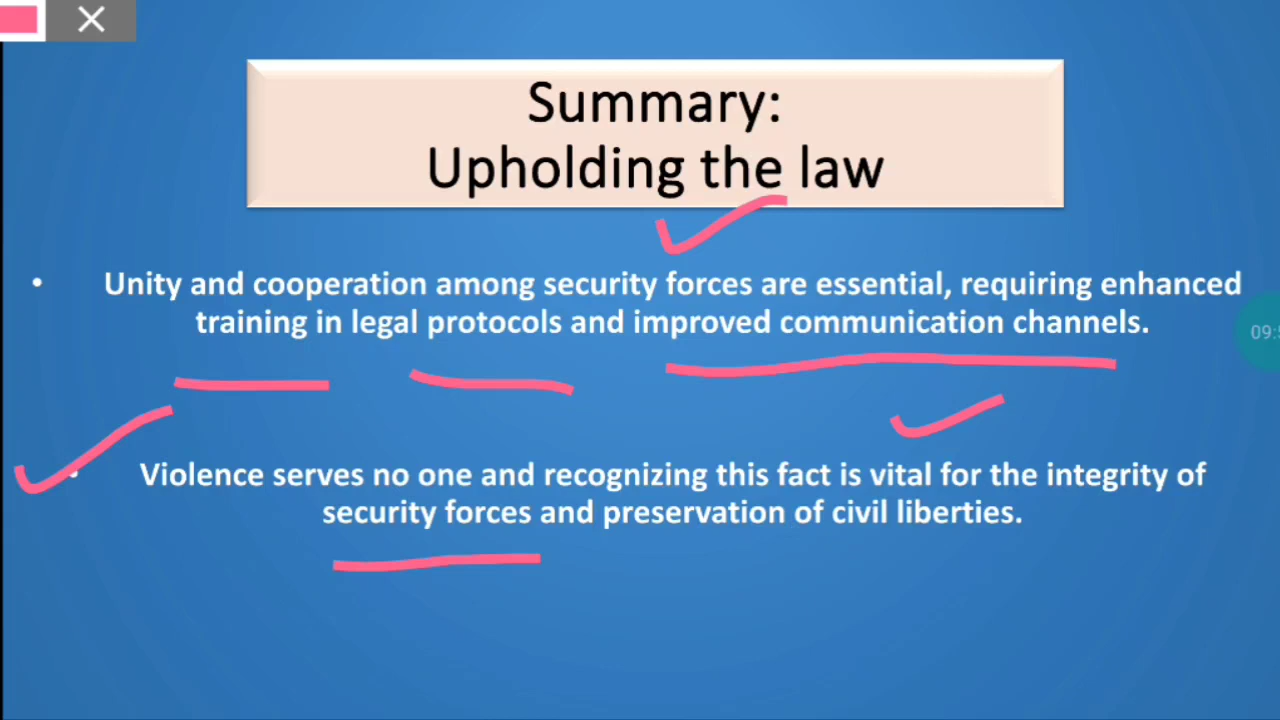 Summary:
Upholding the law
• Unity and cooperation among security forces are essential, requiring enhanced
training in legal protocols and improved communication channels.
• Violence serves no one and recognizing this fact is vital for the integrity of
security forces and preservation of civil liberties.